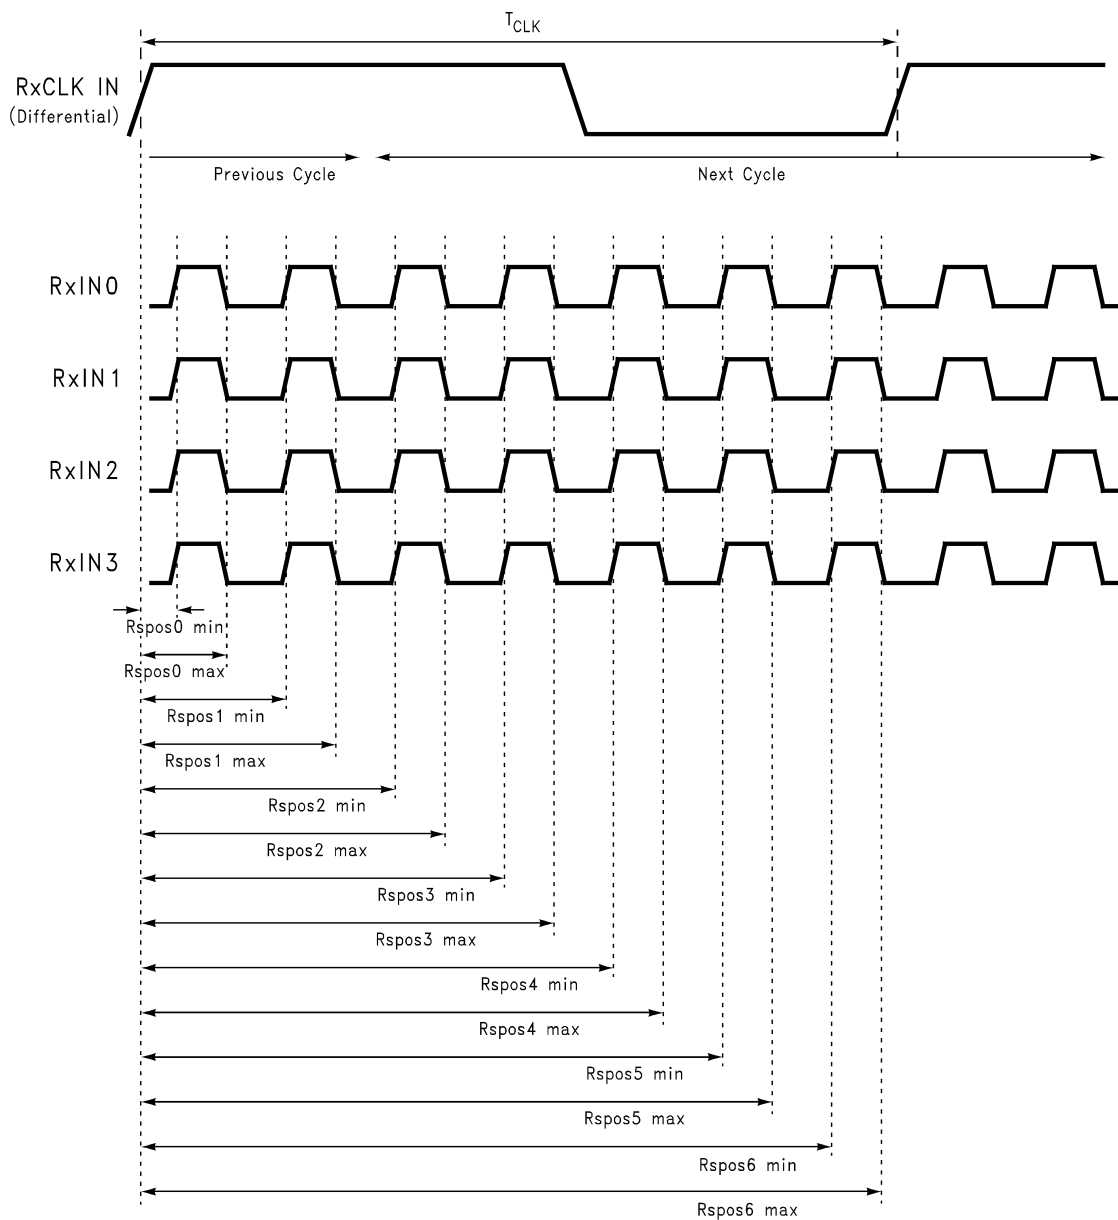 TCLK
RxCLK IN
(Differential)
Previous Cycle
Next Cycle
RxIN0
RxIN1
RxIN2
RxIN3
Rspos0 min
Rspos0 max
Rspos1 min
Rspos1 max
Rspos2 min
Rspos2 max
Rspos3 min
Rspos3 max
Rspos4 min
Rspos4 max
Rspos5 min
Rspos5 max
Rspos6 min
Rspos6 max